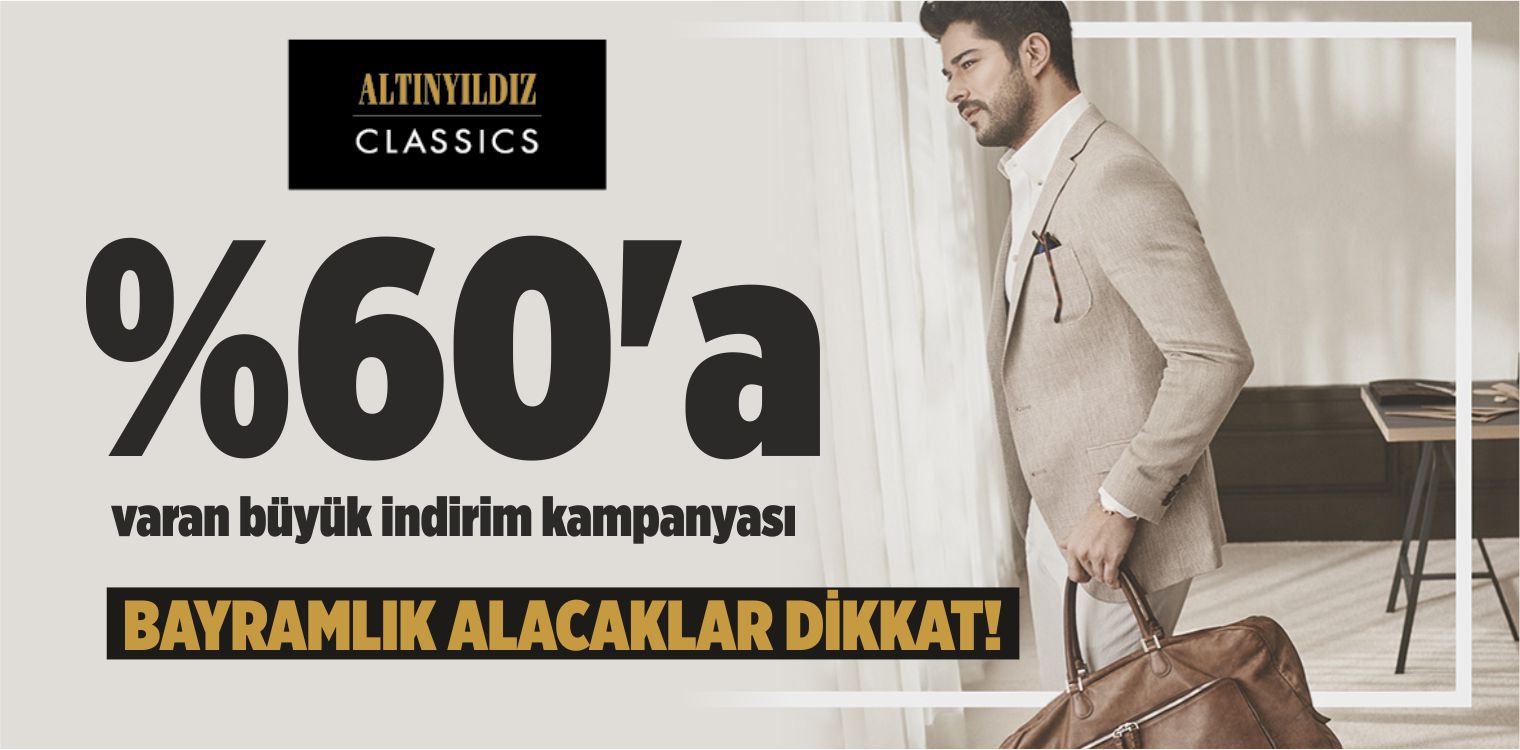 ALTINYILDIZ
CLASSICS
%60'a
varan büyük indirim kampanyası
BAYRAMLIK ALACAKLAR DİKKAT!